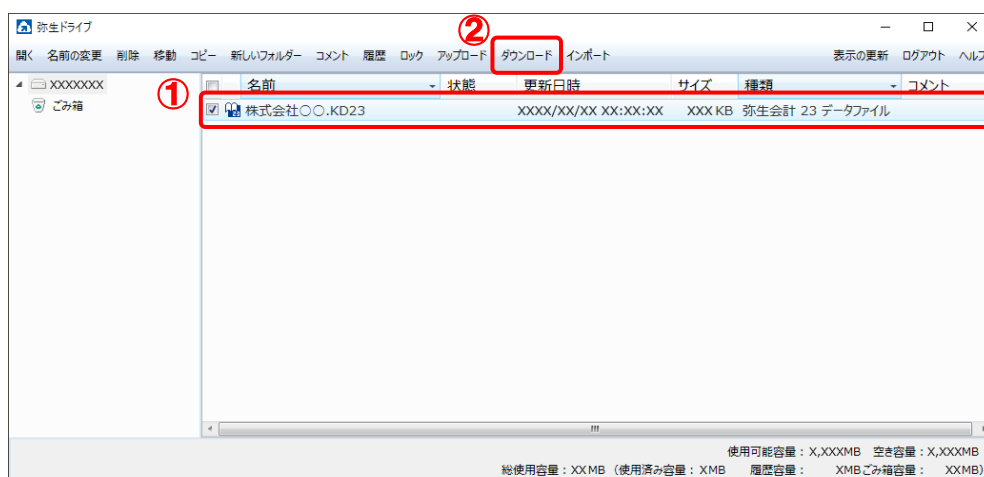 弥生ドライブ
②
開く 名前の変更 削除 移動 コピー 新しいフォルダー コメント 履歴 ロック アップロード ダウンロード インポート 表示の更新 ログアウト ヘルプ
XXXXXXX
ごみ箱
①
名前 状態 更新日時 サイズ 種類 コメント
株式会社○○.KD23 XXXX/XX/XX XX:XX:XX XXX KB 弥生会計 23 データファイル
使用可能容量：X,XXXMB 空き容量：X,XXXMB
総使用容量：XXMB（使用済み容量：XMB 履歴容量： XMBごみ箱容量： XXMB)